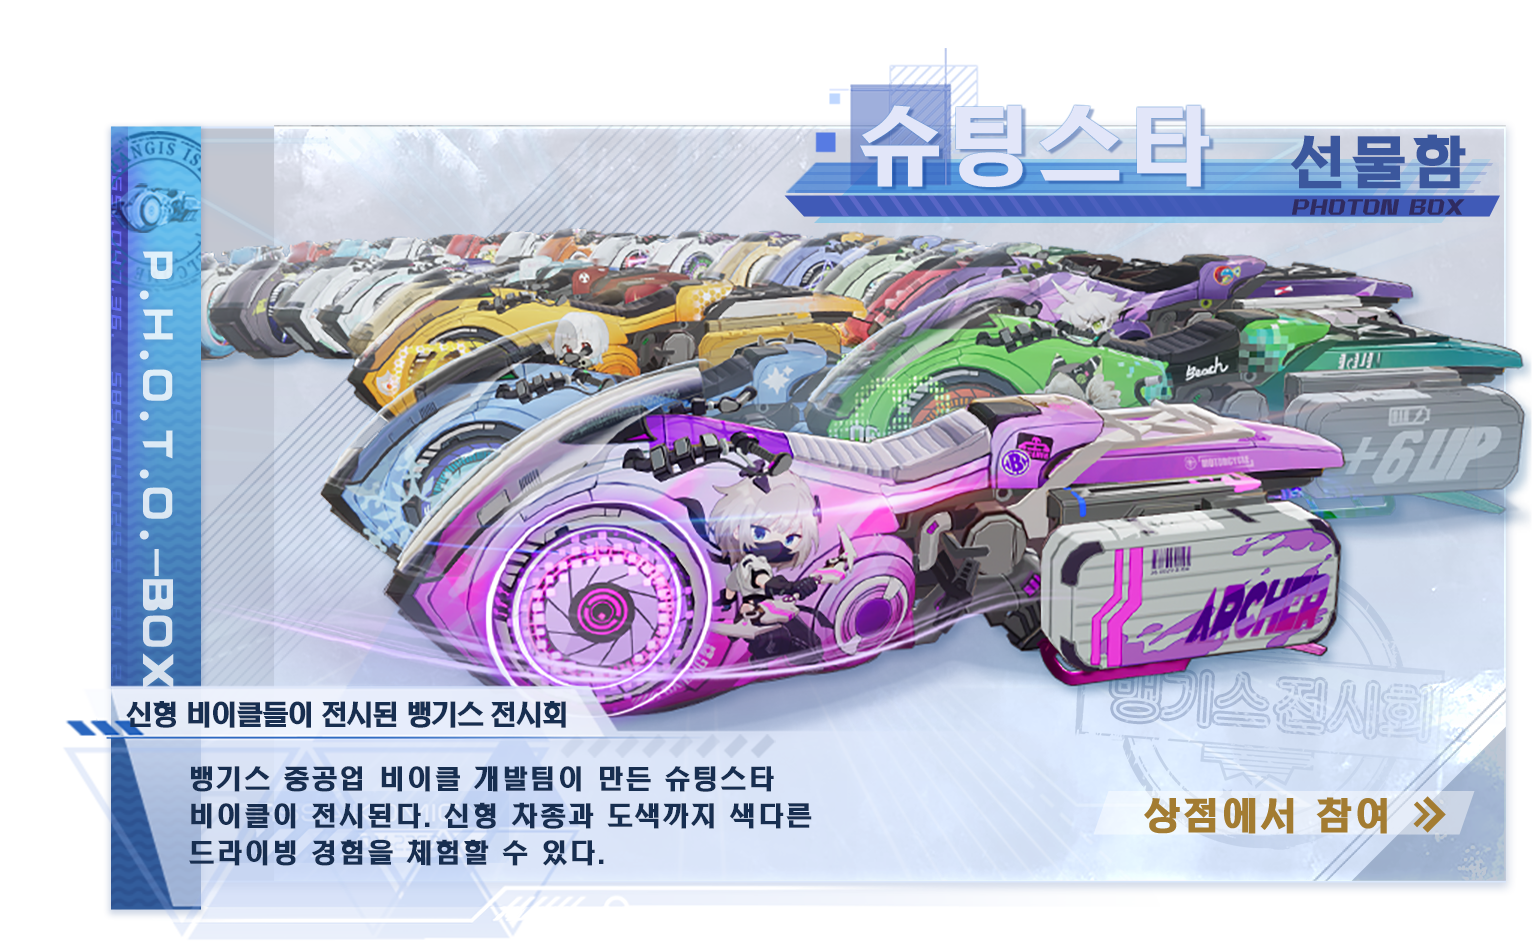 슈팅스타 선물함
PHOTON BOX
P.H.O.T.O.-BOX
Beach
+6UP
MOTORCYCLE
ARCHER
뱅기스 전시회
신형 비이클들이 전시된 뱅기스 전시회
뱅기스 중공업 비이클 개발팀이 만든 슈팅스타
비이클이 전시된다. 신형 차종과 도색까지 색다른
드라이빙 경험을 체험할 수 있다.
상점에서 참여 »